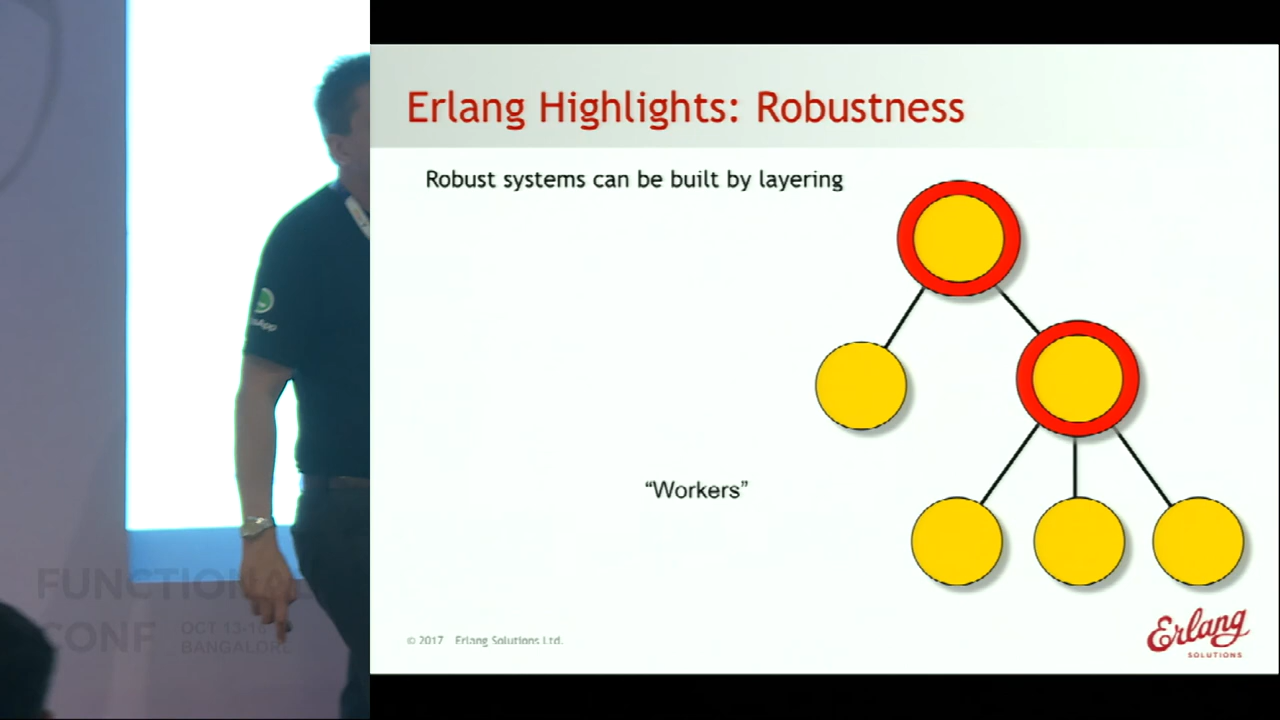 Erlang Highlights: Robustness
Robust systems can be built by layering
“Workers”
© 2017 Erlang Solutions Ltd.
Erlang
SOLUTIONS
FUNCTIONAL
CONF
OCT 13-16
BANGALORE